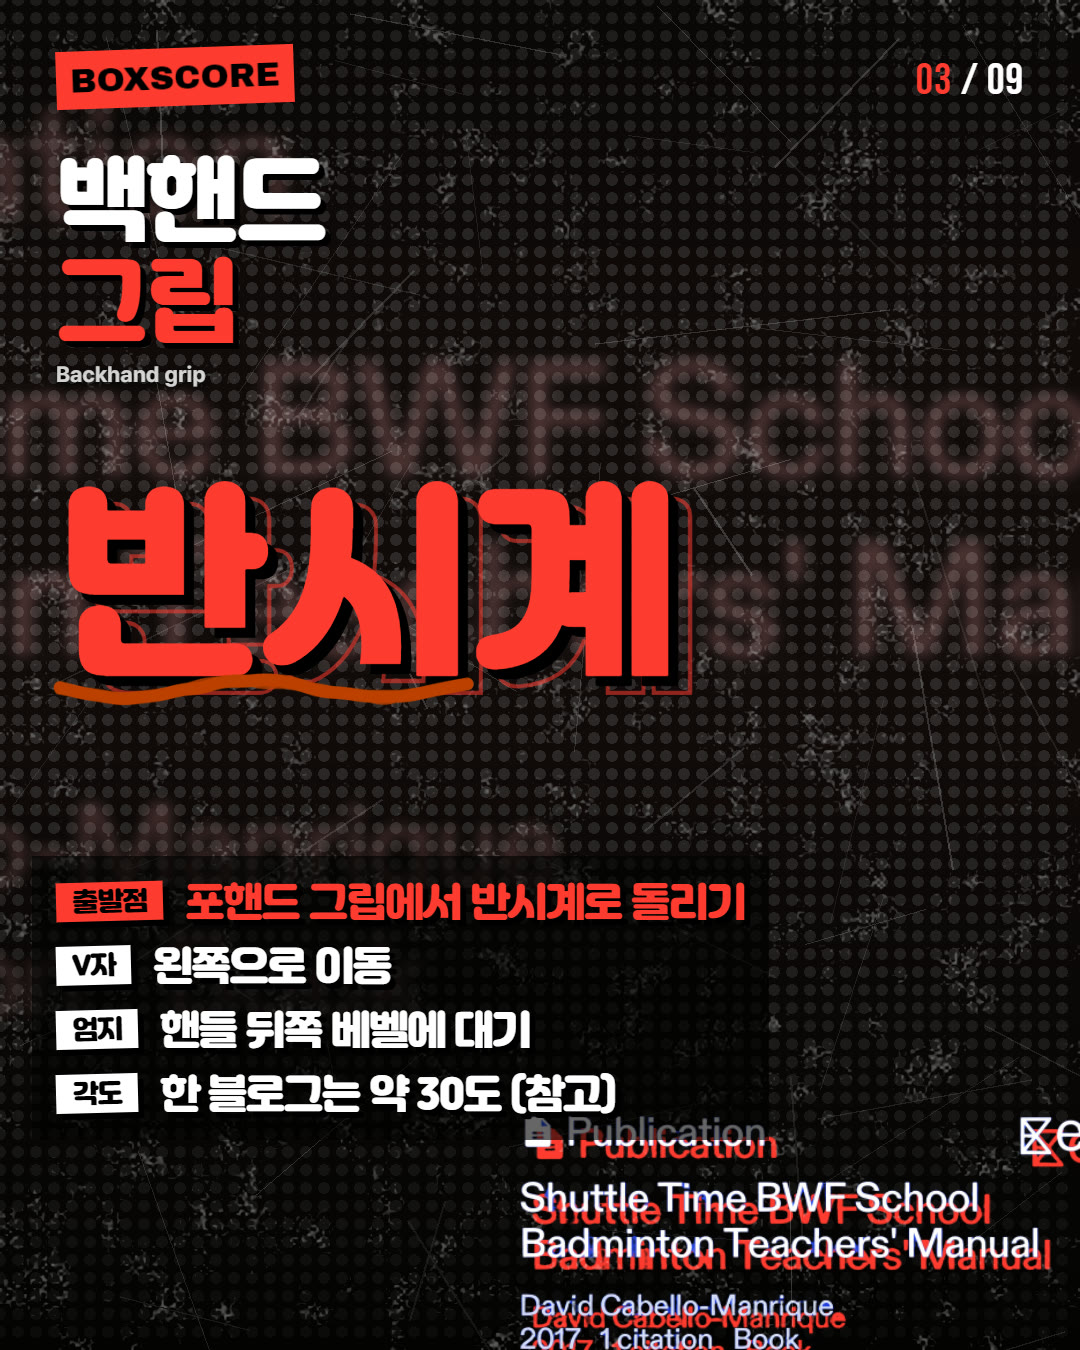 BOXSCORE
03 / 09
백핸드
그립
Backhand grip
me BWF Schoo
s' Ma
반시계
출발점 포핸드 그립에서 반시계로 돌리기
V자 왼쪽으로 이동
엄지 핸들 뒤쪽 베벨에 대기
각도 한 블로그는 약 30도 (참고)
Publication
Shuttle Time BWF School
Badminton Teachers' Manual
David Cabello-Manrique
2017 1 citation Book